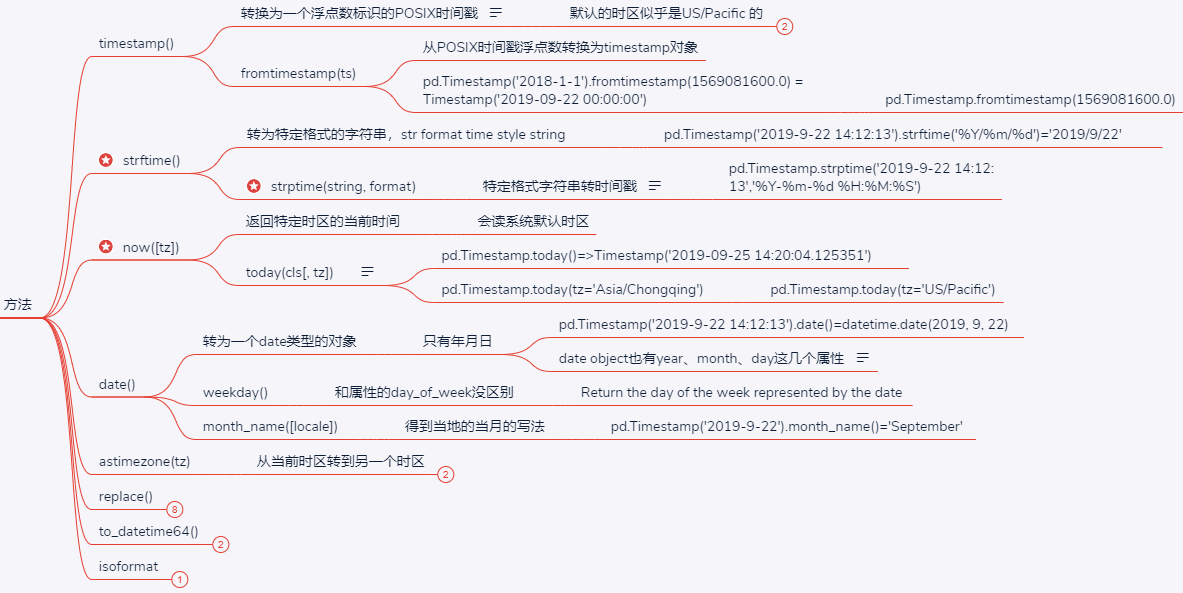 方法
timestamp()
转换为一个浮点数标识的POSIX时间戳
默认的时区似乎是US/Pacific 的
2
fromtimestamp(ts)
从POSIX时间戳浮点数转换为timestamp对象
pd.Timestamp('2018-1-1').fromtimestamp(1569081600.0) =
Timestamp('2019-09-22 00:00:00')
pd.Timestamp.fromtimestamp(1569081600.0)
strftime()
转为特定格式的字符串，str format time style string
pd.Timestamp('2019-9-22 14:12:13').strftime('%Y/%m/%d')='2019/9/22'
strptime(string, format)
特定格式字符串转时间戳
pd.Timestamp.strptime('2019-9-22 14:12:
13','%Y-%m-%d %H:%M:%S')
now([tz])
返回特定时区的当前时间
会读系统默认时区
today(cls[, tz])
pd.Timestamp.today()=>Timestamp('2019-09-25 14:20:04.125351')
pd.Timestamp.today(tz='Asia/Chongqing')
pd.Timestamp.today(tz='US/Pacific')
date()
转为一个date类型的对象
只有年月日
pd.Timestamp('2019-9-22 14:12:13').date()=datetime.date(2019, 9, 22)
date object也有year、month、day这几个属性
weekday()
和属性的day_of_week没区别
Return the day of the week represented by the date
month_name([locale])
得到当地的当月的写法
pd.Timestamp('2019-9-22').month_name()='September'
astimezone(tz)
从当前时区转到另一个时区
2
replace()
8
to_datetime64()
2
isoformat
1